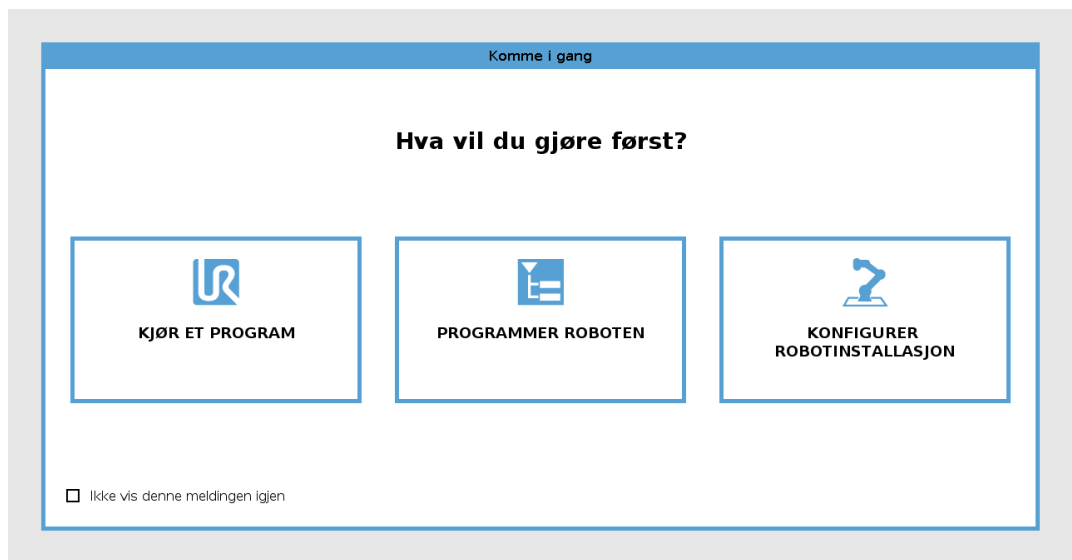 Komme i gang
Hva vil du gjøre først?
KJØR ET PROGRAM
PROGRAMMER ROBOTEN
KONFIGURER
ROBOTINSTALLASJON
Ikke vis denne meldingen igjen